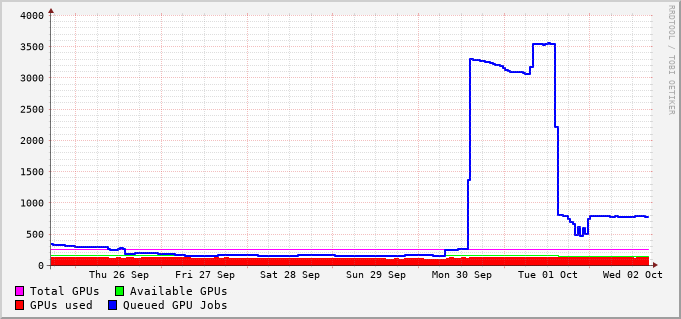 4000
3500
3000
2500
2000
1500
1000
500
0
Thu 26 Sep Fri 27 Sep Sat 28 Sep Sun 29 Sep Mon 30 Sep Tue 01 Oct Wed 02 Oct
Total GPUs Available GPUs
GPUs used Queued GPU Jobs
RRDTOOL / TOBI OETIKER